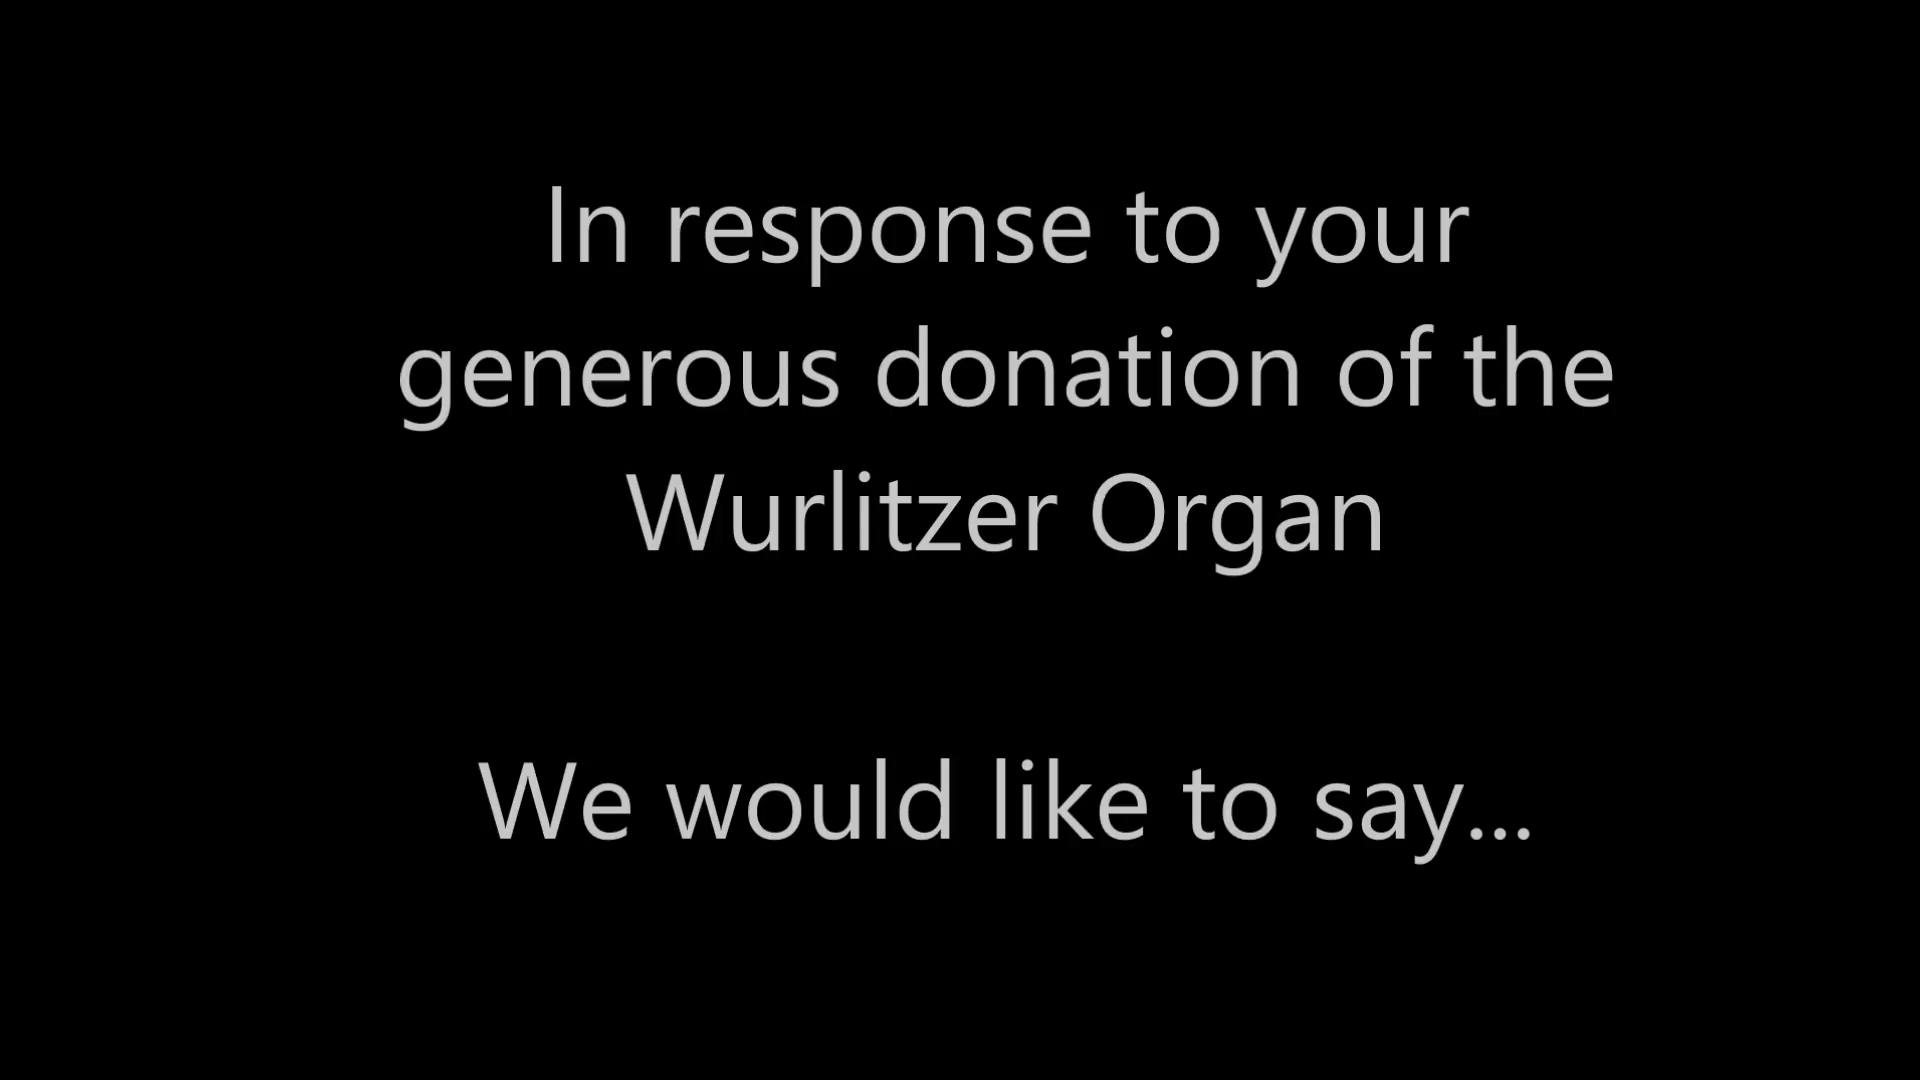 In response to your
generous donation of the
Wurlitzer Organ
We would like to say...